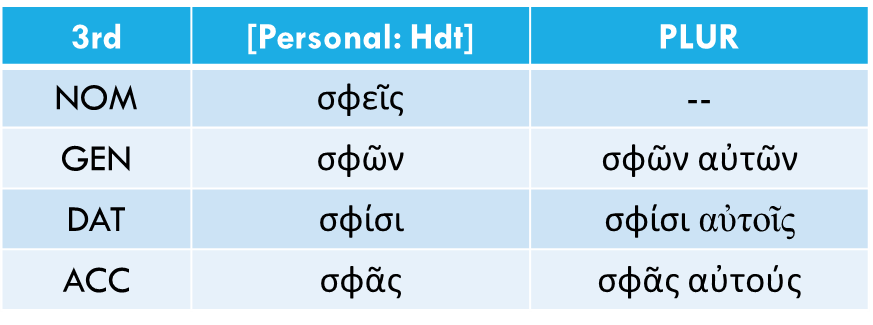 3rd [Personal: Hdt] PLUR
NOM σφεῖς --
GEN σφῶν σφῶν αὐτῶν
DAT σφίσι σφίσι αὐτοῖς
ACC σφᾶς σφᾶς αὐτούς